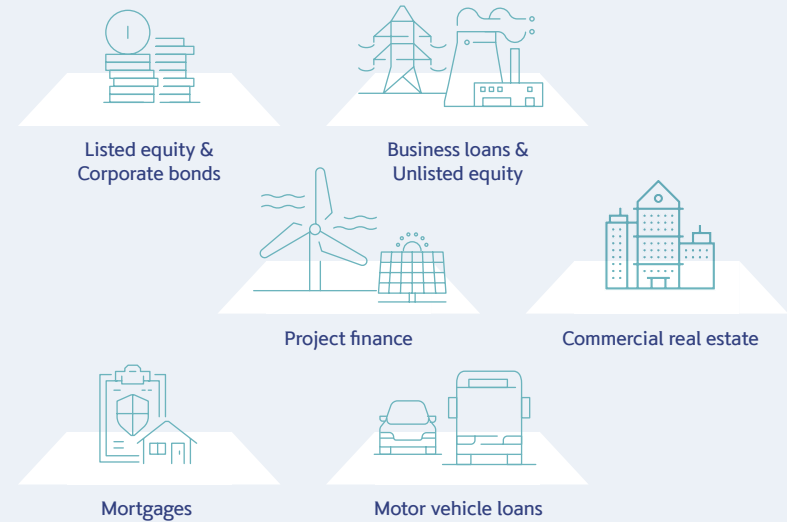 Listed equity &
Corporate bonds
Business loans &
Unlisted equity
Project finance
Commercial real estate
Mortgages
Motor vehicle loans